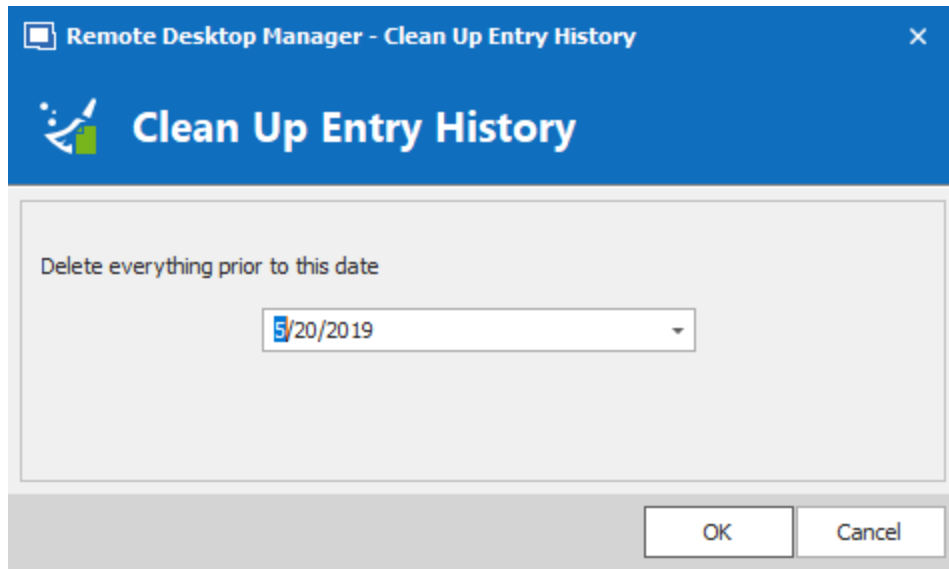 Remote Desktop Manager - Clean Up Entry History
Clean Up Entry History
Delete everything prior to this date
5/20/2019
OK Cancel